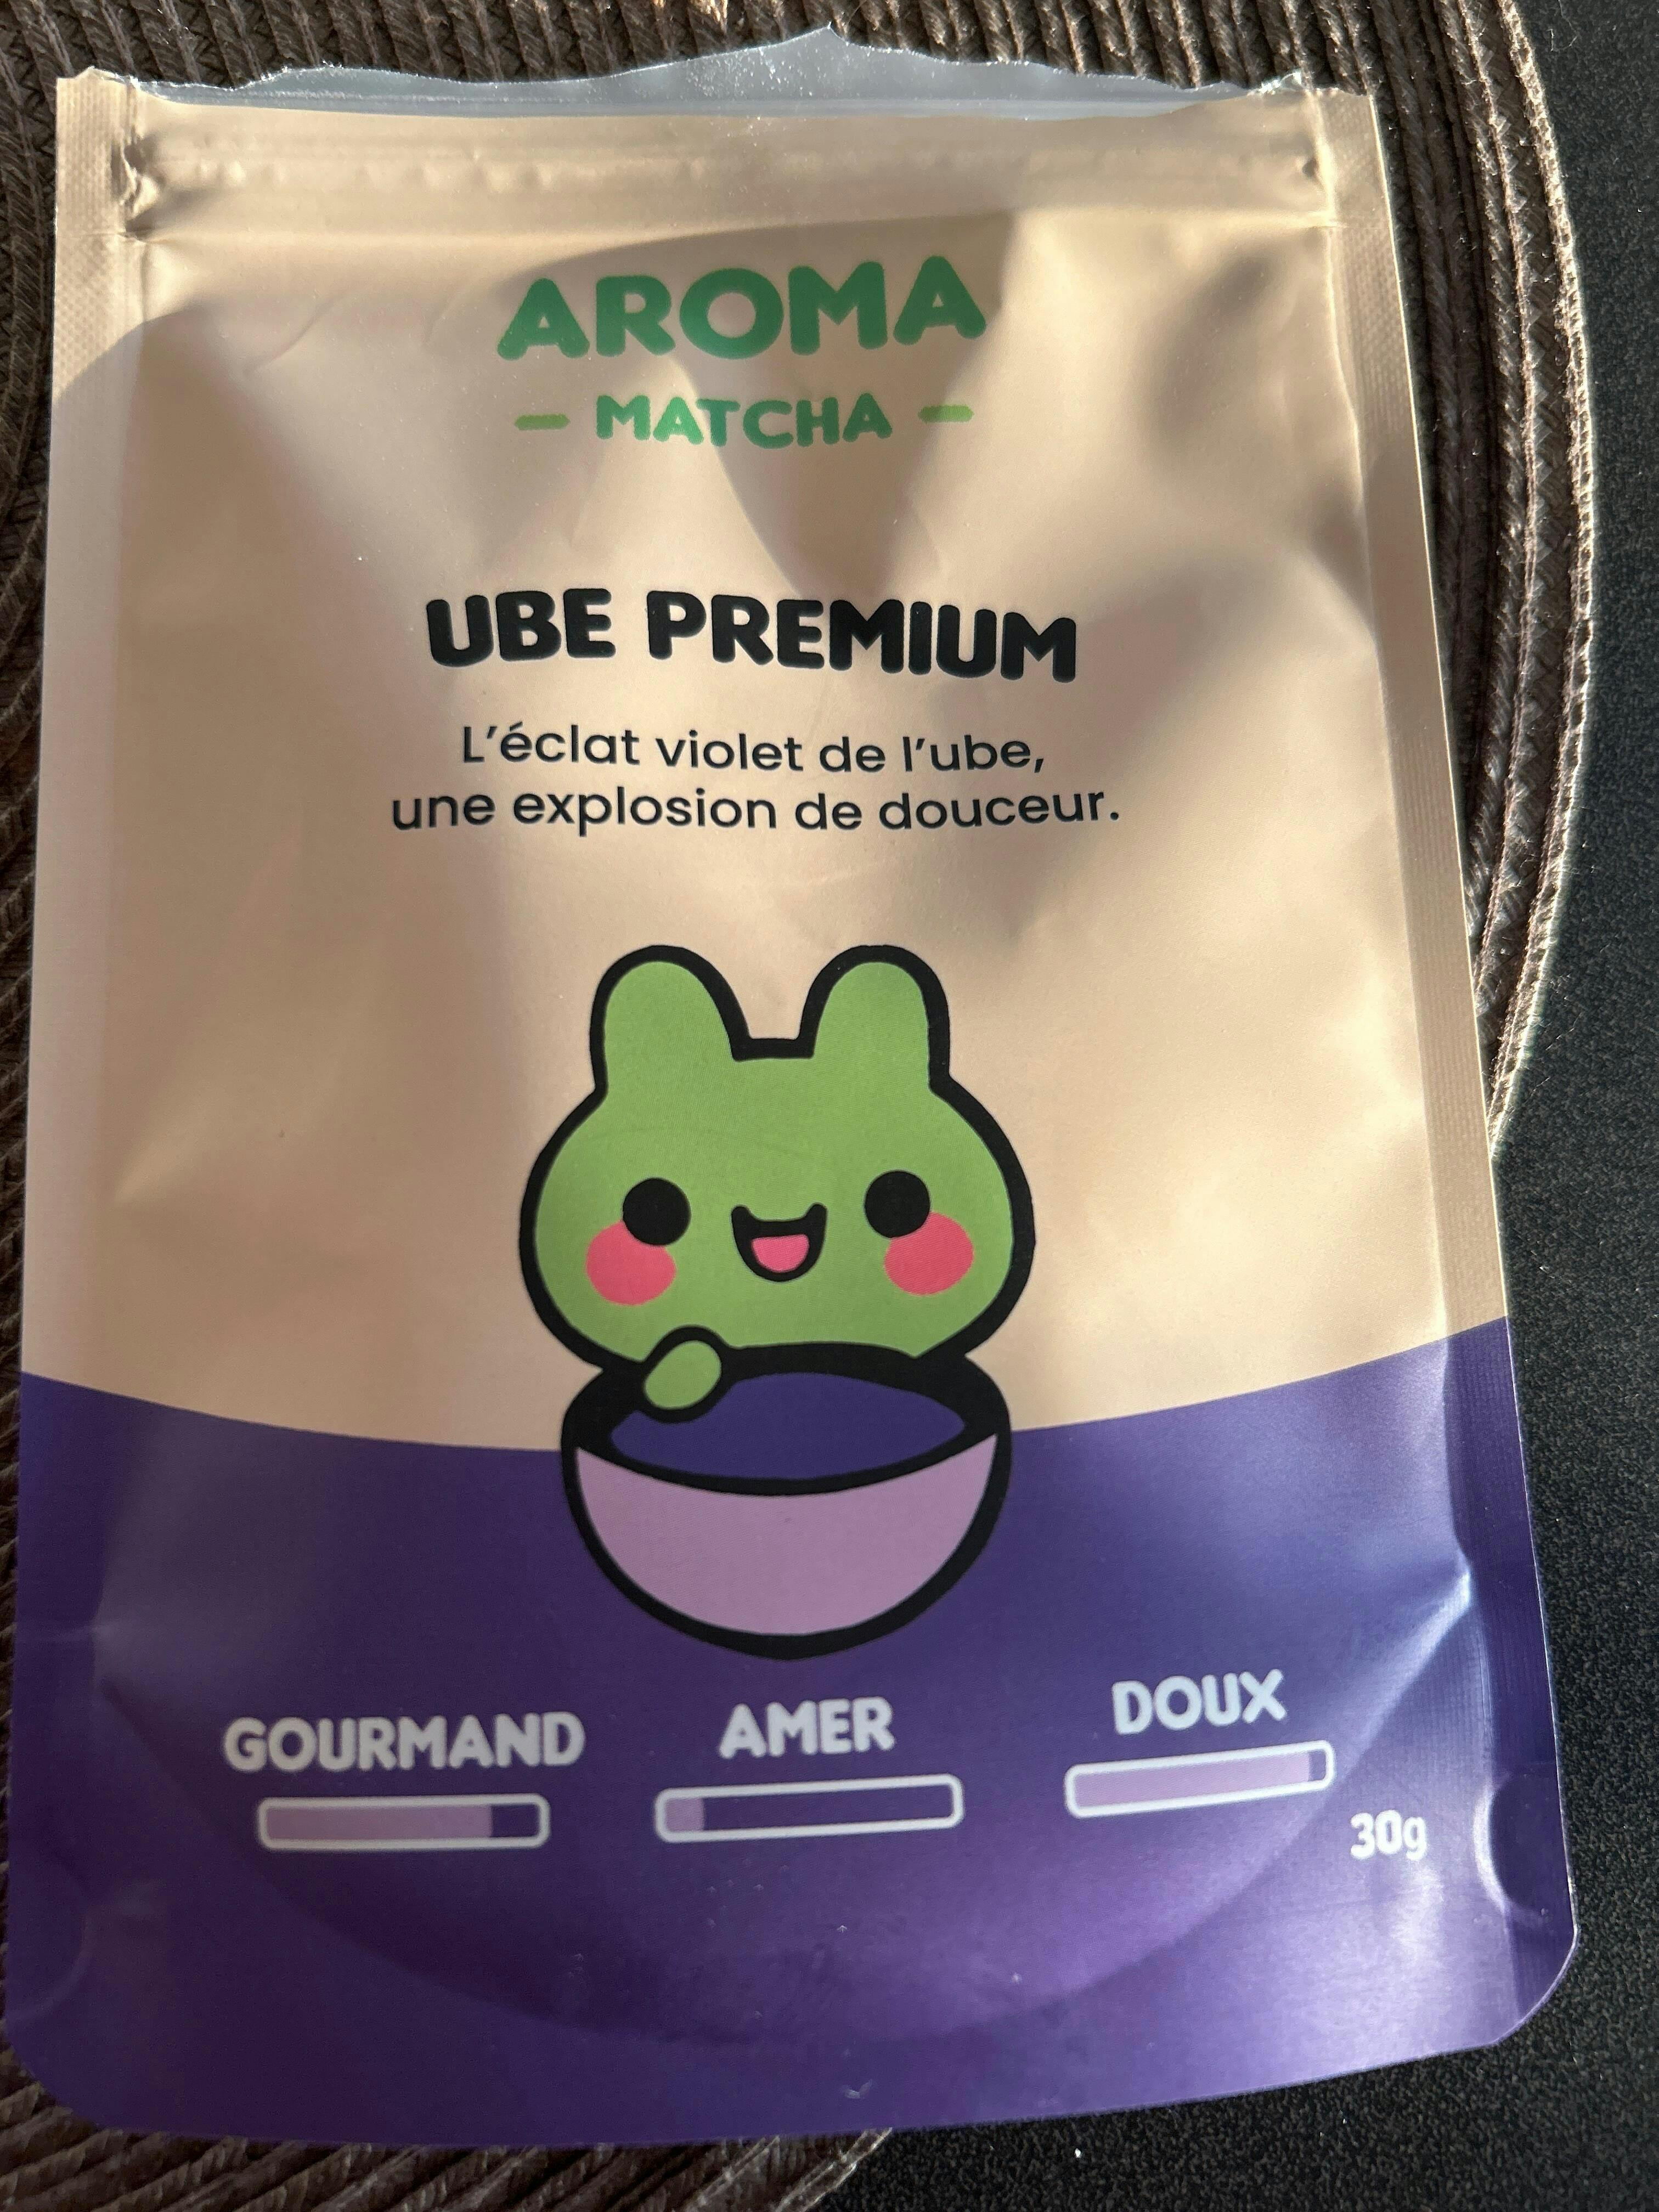 AROMA
- MATCHA -
UBE PREMIUM
L'éclat violet de l'ube,
une explosion de douceur.
GOURMAND
AMER
DOUX
30g